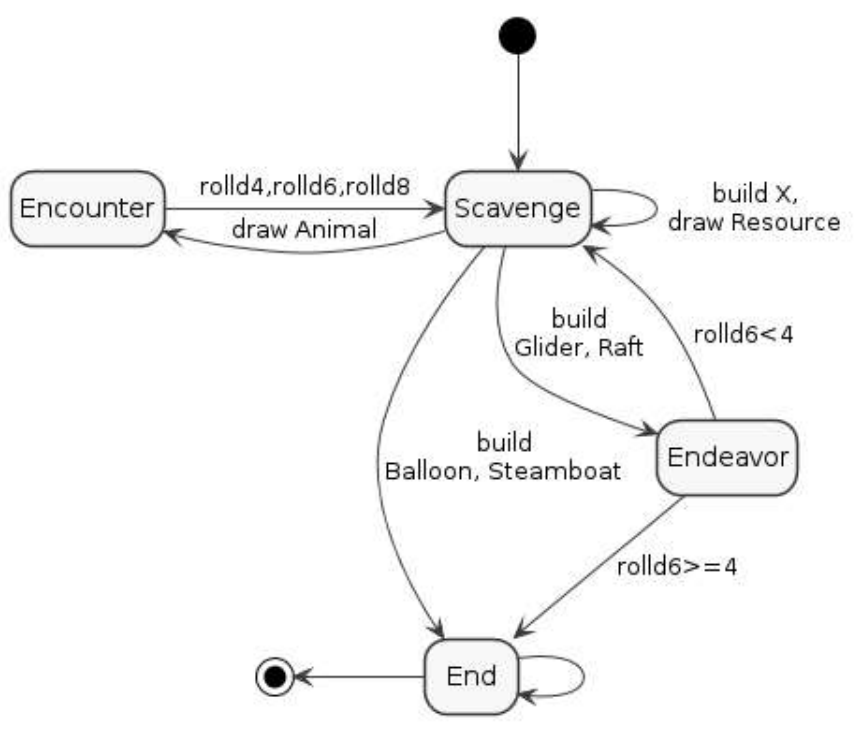 rolld4,rolld6,rolld8
Encounter
Scavenge
build X,
draw Resource
draw Animal
build
Glider, Raft
rolld6<4
build
Balloon, Steamboat
Endeavor
rolld6>=4
End